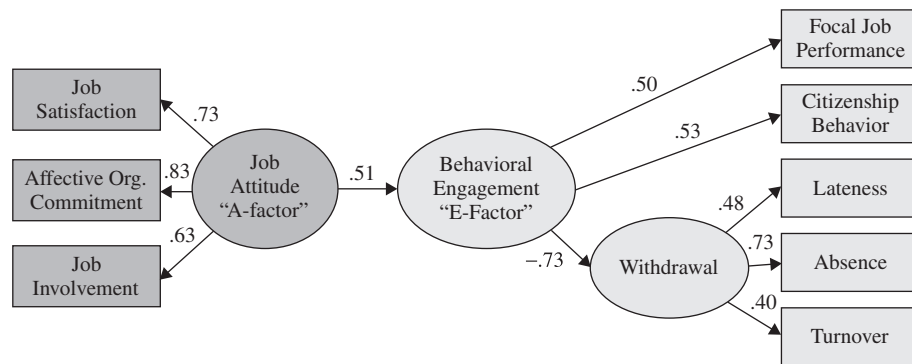 Job
Satisfaction
.73
Affective Org.
Commitment
.83
Job
Involvement
.63
Job
Attitude
“A-factor”
.51
Behavioral
Engagement
“E-Factor”
.50
Focal Job
Performance
.53
Citizenship
Behavior
–.73
Withdrawal
.48
Lateness
.73
Absence
.40
Turnover